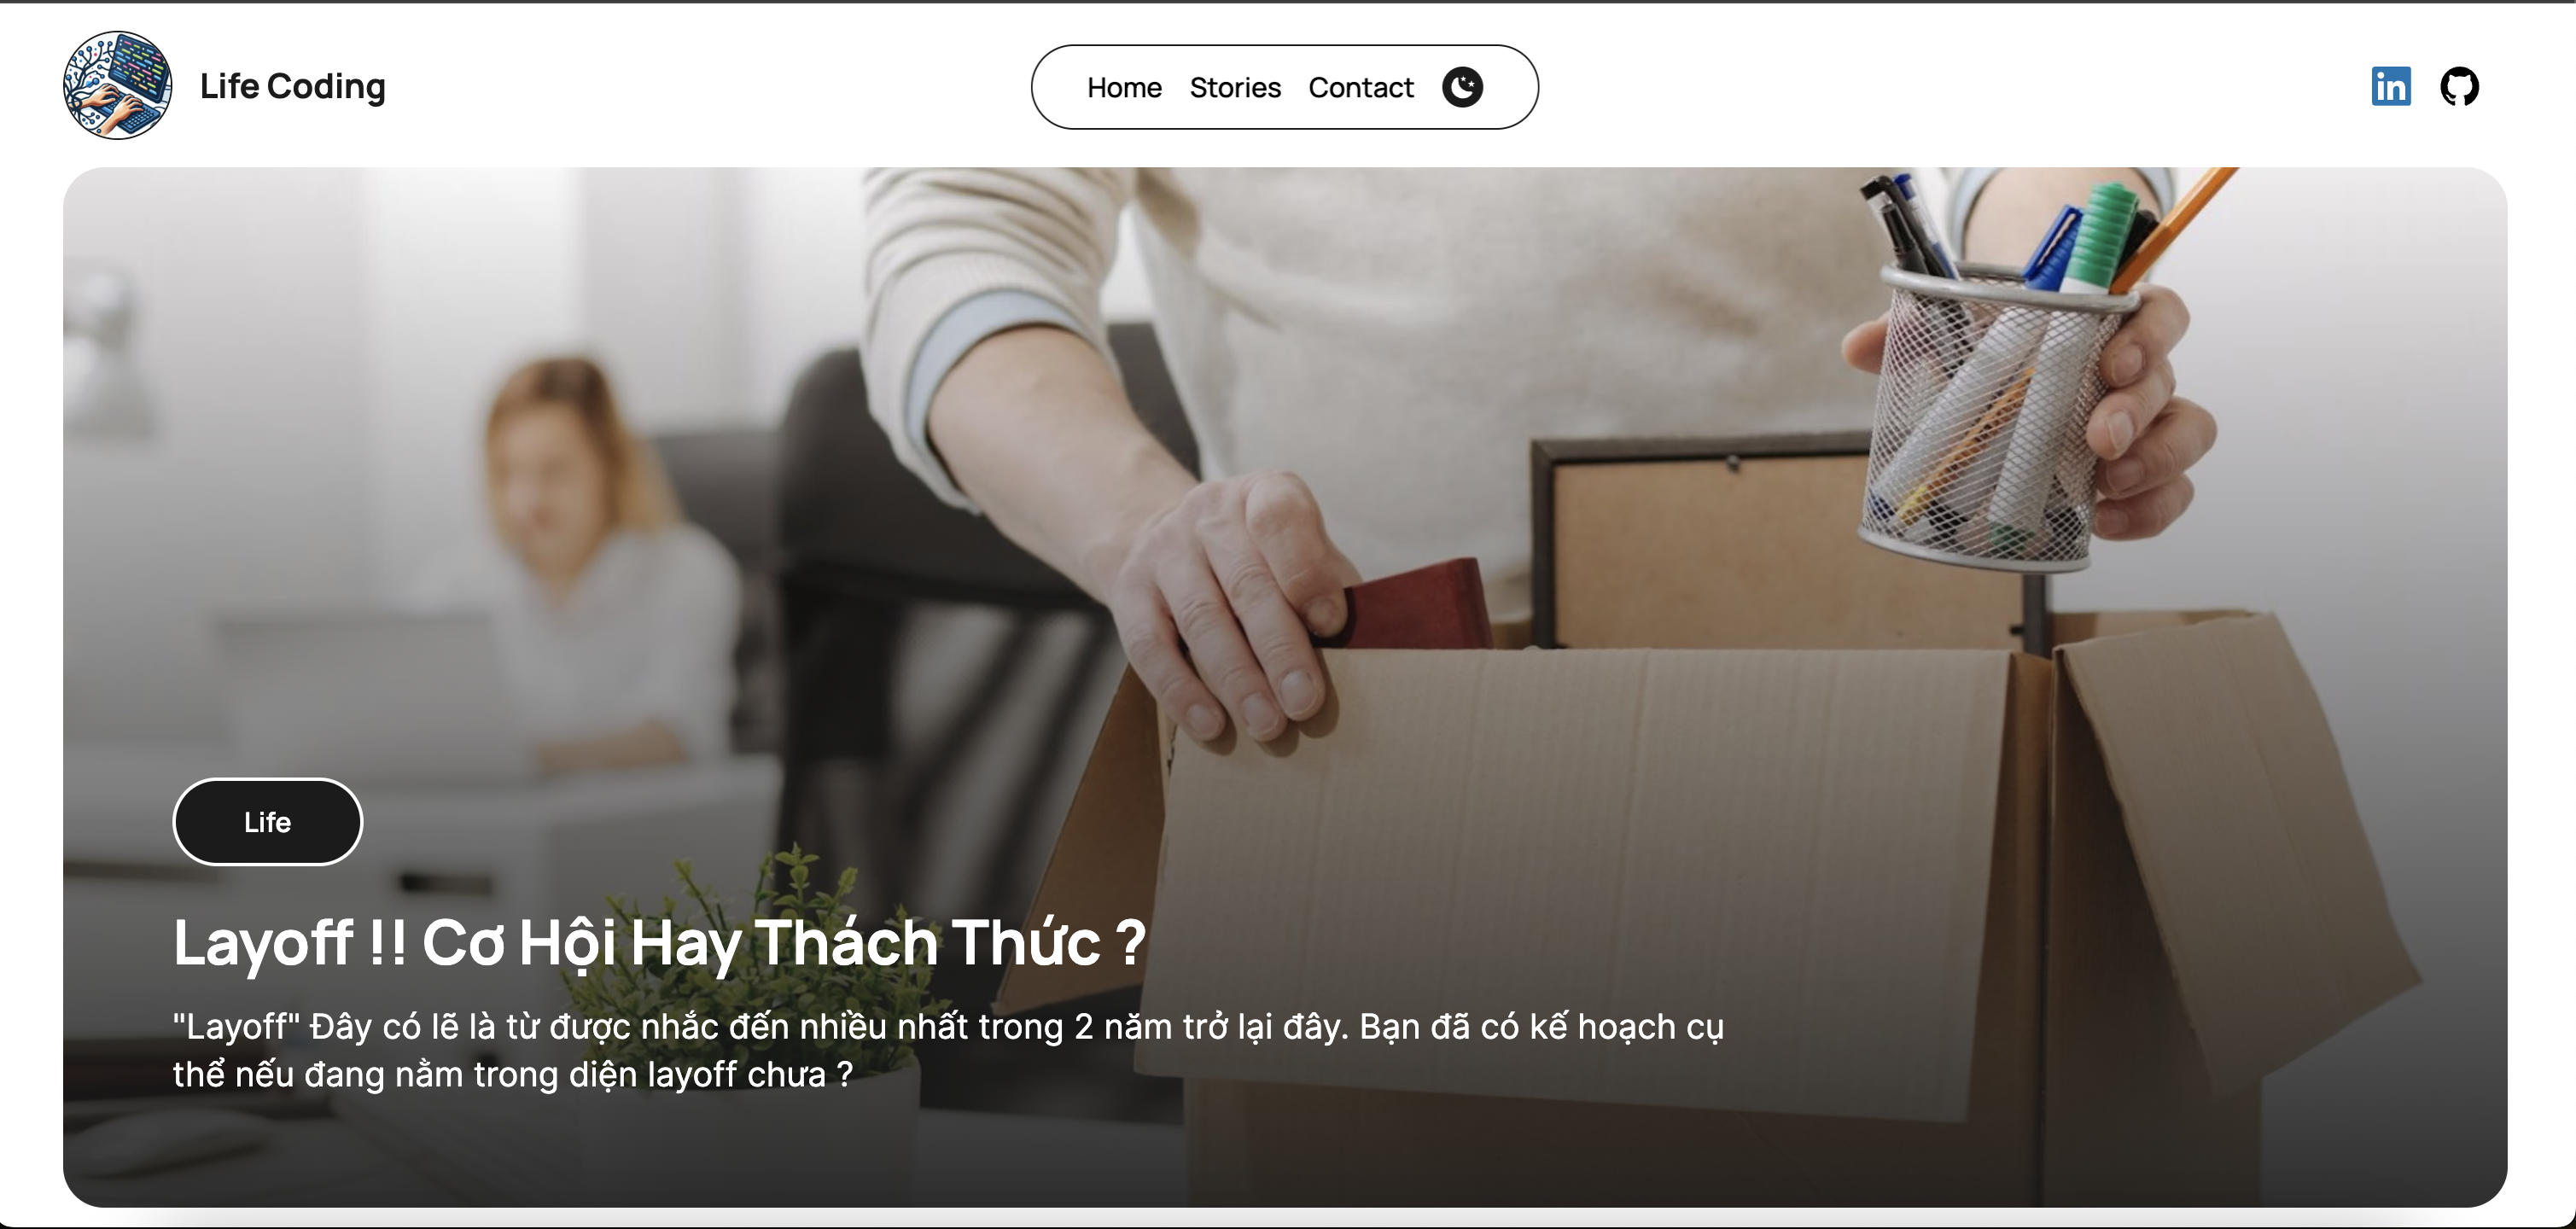 Life Coding
Home Stories Contact
in
Life
Layoff !! Cơ Hội Hay Thách Thức ?
"Layoff" Đây có lẽ là từ được nhắc đến nhiều nhất trong 2 năm trở lại đây. Bạn đã có kế hoạch cụ
thể nếu đang nằm trong diện layoff chưa ?